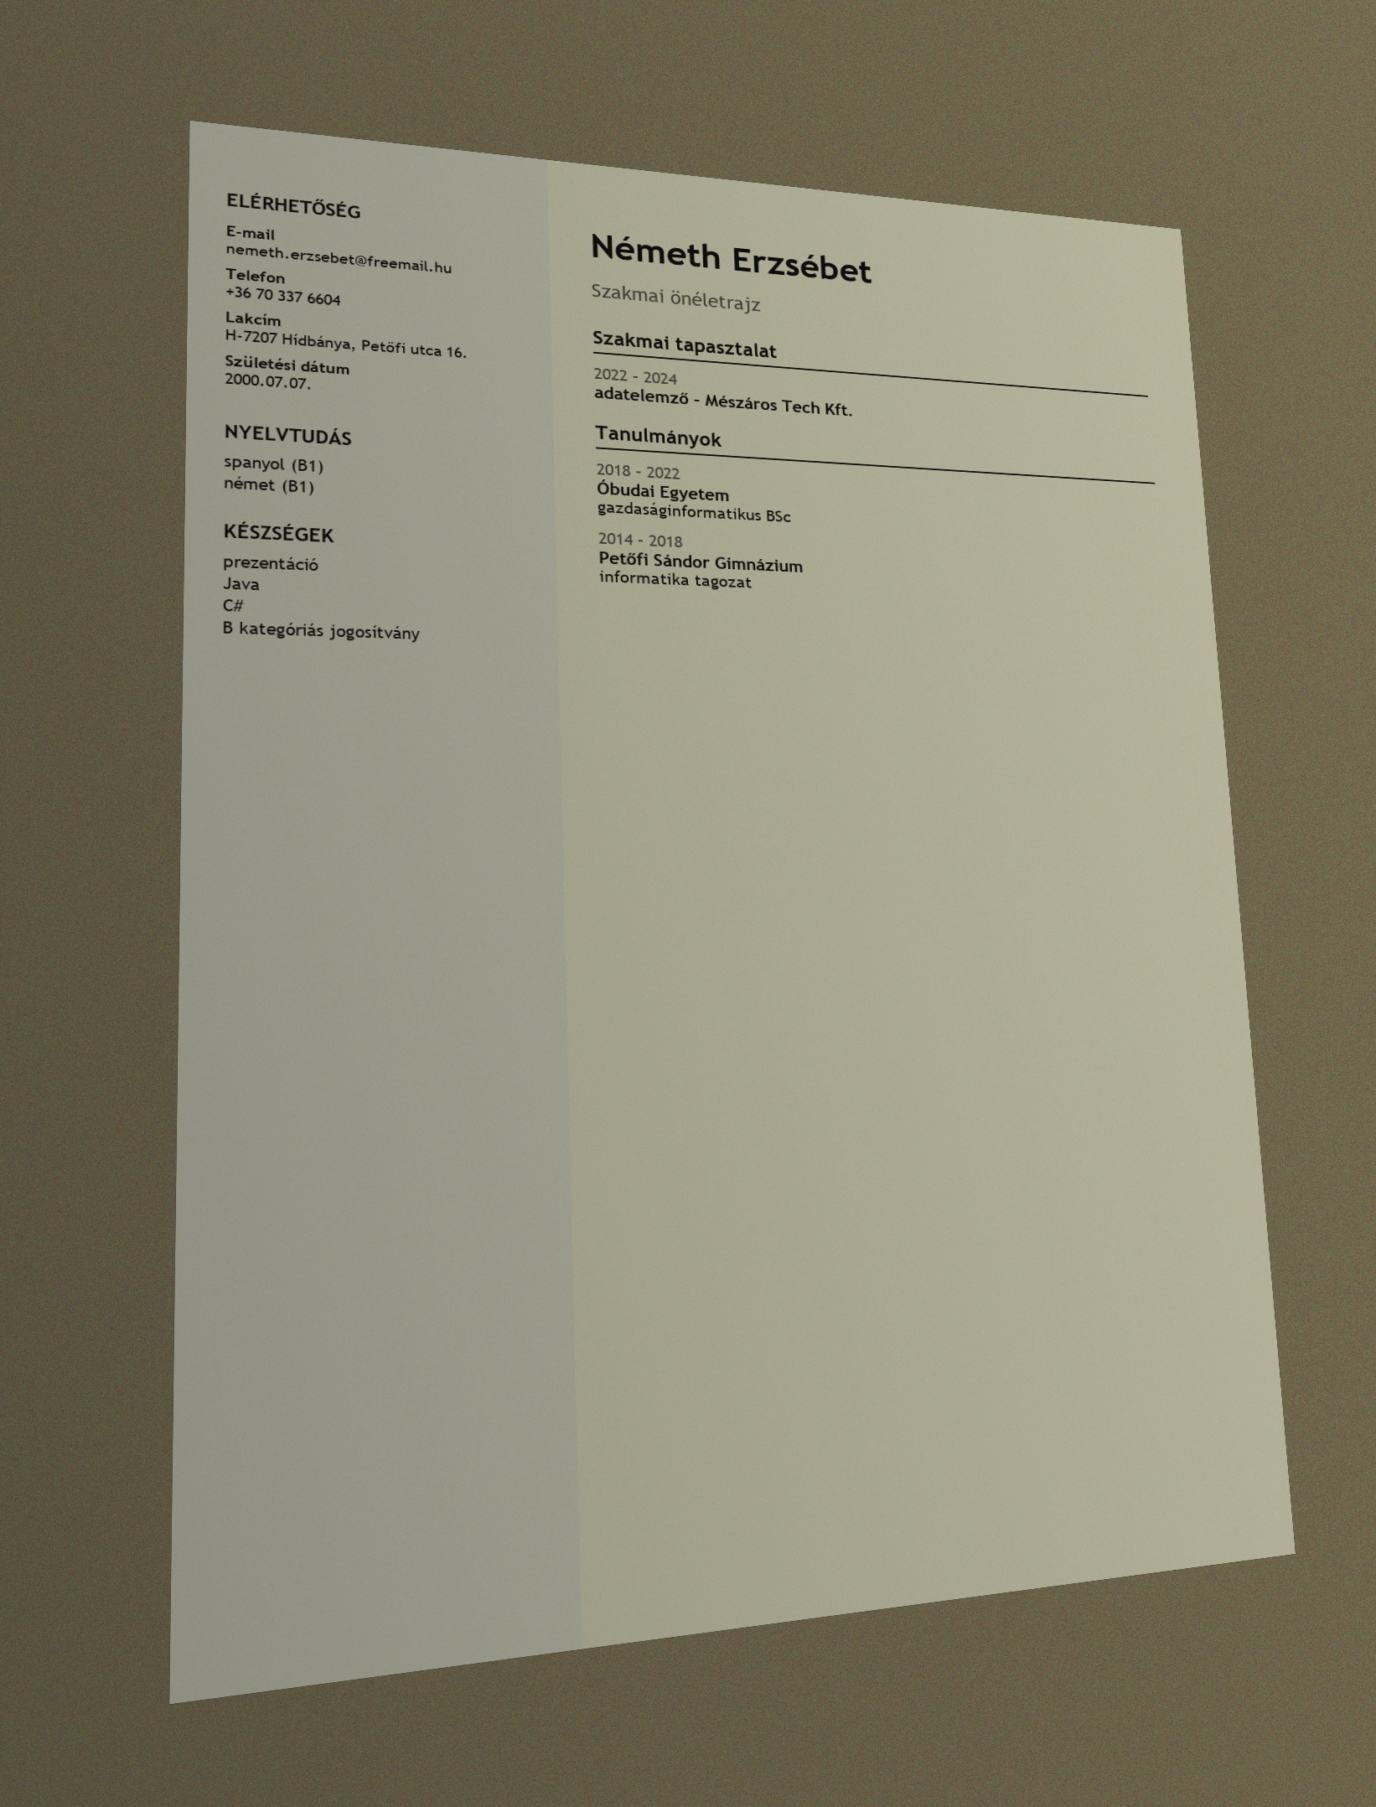 ELÉRHETŐSÉG
E-mail
nemeth.erzsebet@freemail.hu
Telefon
+36 70 337 6604
Lakcím
H-7207 Hídbánya, Petőfi utca 16.
Születési dátum
2000.07.07.
NYELVTUDÁS
spanyol (B1)
német (B1)
KÉSZSÉGEK
prezentáció
Java
C#
B kategóriás jogosítvány
Németh Erzsébet
Szakmai önéletrajz
Szakmai tapasztalat
2022 - 2024
adatelemző - Mészáros Tech Kft.
Tanulmányok
2018 - 2022
Óbudai Egyetem
gazdaságinformatikus BSc
2014 - 2018
Petőfi Sándor Gimnázium
informatika tagozat